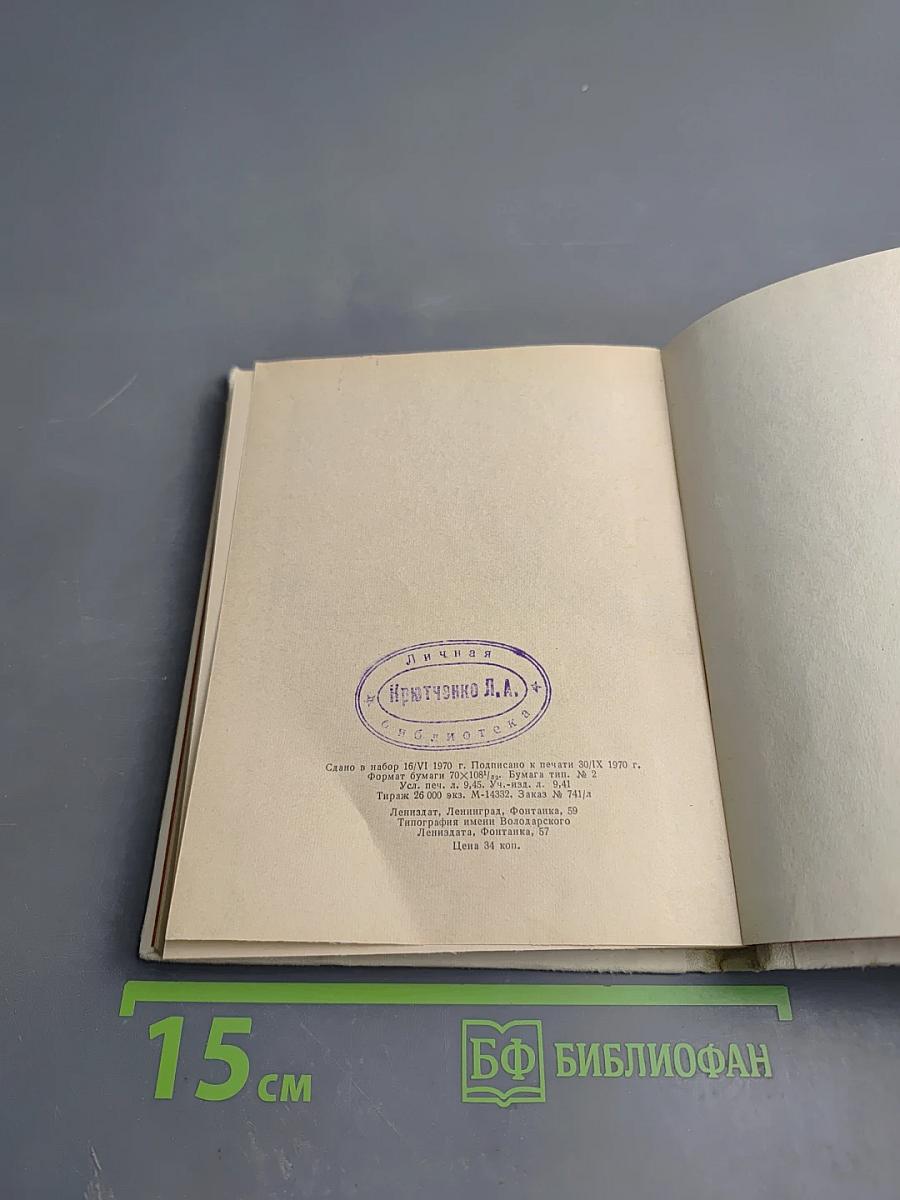 Личная
Крютченко Л.А.
библиотека
Сдано в набор 16/VI 1970 г. Подписано к печати 30/IX 1970 г.
Формат бумаги 70×108¹/₃₂. Бумага тип. № 2
Усл. печ. л. 9,45. Уч.-изд. л. 9,41
Тираж 26 000 экз. М-14332. Заказ № 741/л
Лениздат, Ленинград, Фонтанка, 59
Типография имени Володарского
Лениздата, Фонтанка, 57
Цена 34 коп.
15 см
БФ БИБЛИОФАН